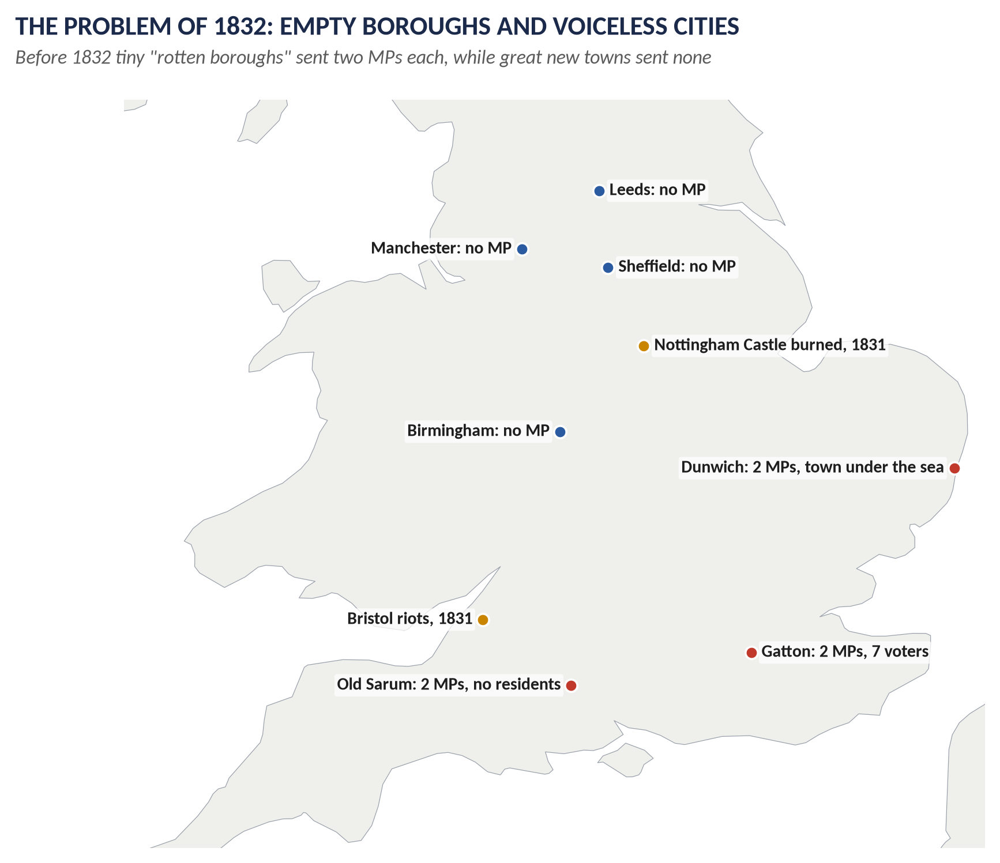 THE PROBLEM OF 1832: EMPTY BOROUGHS AND VOICELESS CITIES
Before 1832 tiny "rotten boroughs" sent two MPs each, while great new towns sent none
Leeds: no MP
Manchester: no MP
Sheffield: no MP
Nottingham Castle burned, 1831
Birmingham: no MP
Dunwich: 2 MPs, town under the sea
Bristol riots, 1831
Gatton: 2 MPs, 7 voters
Old Sarum: 2 MPs, no residents